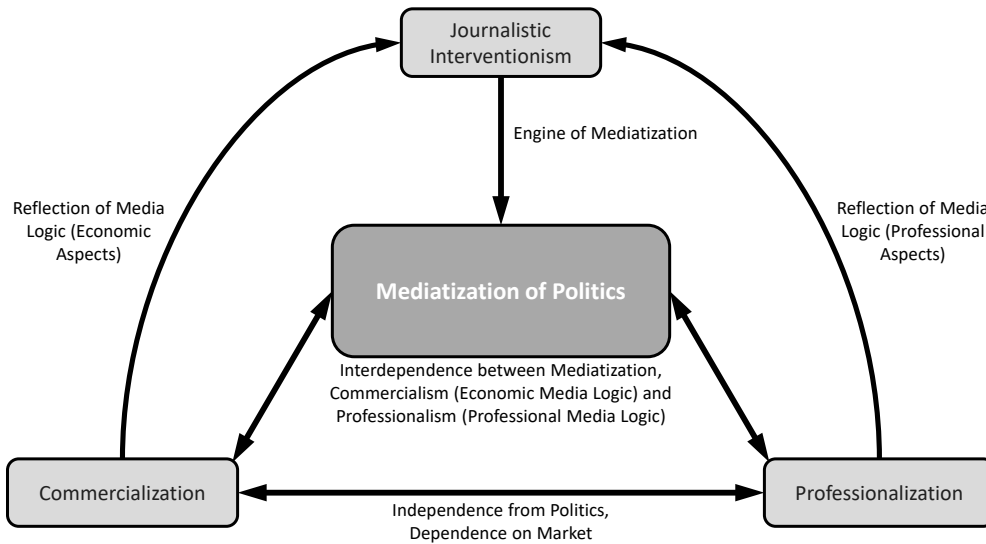 Journalistic
Interventionism
Engine of Mediatization
Reflection of Media
Logic (Economic
Aspects)
Reflection of Media
Logic (Professional
Aspects)
Mediatization of Politics
Interdependence between Mediatization,
Commercialism (Economic Media Logic) and
Professionalism (Professional Media Logic)
Commercialization
Professionalization
Independence from Politics,
Dependence on Market